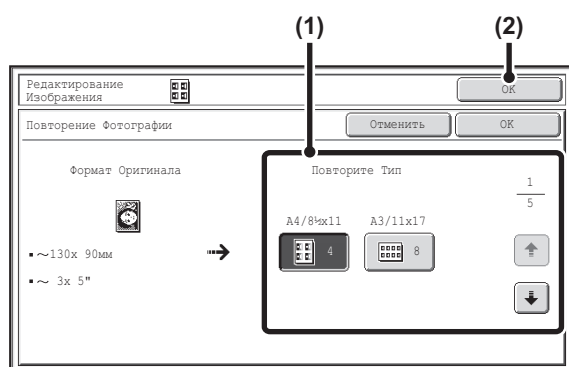 (1) (2)
Редактирование
Изображения
OK
Повторение Фотографии
Отменить
OK
Формат Оригинала
Повторите Тип
1
5
A4/8½x11 A3/11x17
4 8
~130x 90мм
~ 3x 5"